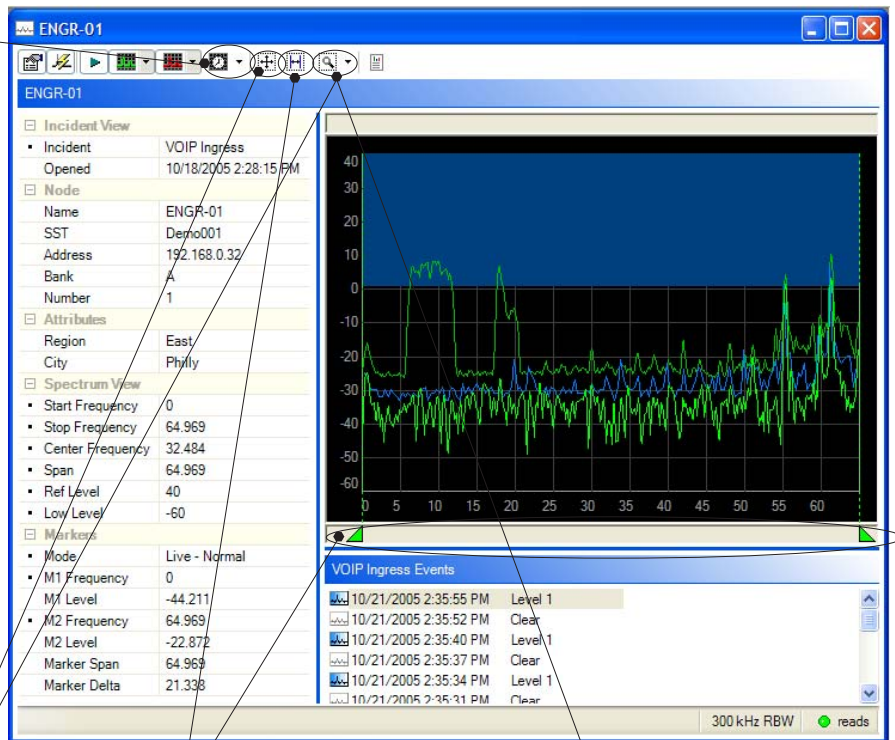 ENGR-01
ENGR-01
Incident View
Incident VOIP Ingress
Opened 10/18/2005 2:28:15 PM
Node
Name ENGR-01
SST Demo001
Address 192.168.0.32
Bank A
Number 1
Attributes
Region East
City Philly
Spectrum View
Start Frequency 0
Stop Frequency 64.969
Center Frequency 32.484
Span 64.969
Ref Level 40
Low Level -60
Markers
Mode Live - Normal
M1 Frequency 0
M1 Level -44.211
M2 Frequency 64.969
M2 Level -22.872
Marker Span 64.969
Marker Delta 21.338
40
30
20
10
0
-10
-20
-30
-40
-50
-60
0 5 10 15 20 25 30 35 40 45 50 55 60
VOIP Ingress Events
10/21/2005 2:35:55 PM Level 1
10/21/2005 2:35:52 PM Clear
10/21/2005 2:35:40 PM Level 1
10/21/2005 2:35:37 PM Clear
10/21/2005 2:35:34 PM Level 1
10/21/2005 2:35:31 PM Clear
300 kHz RBW reads